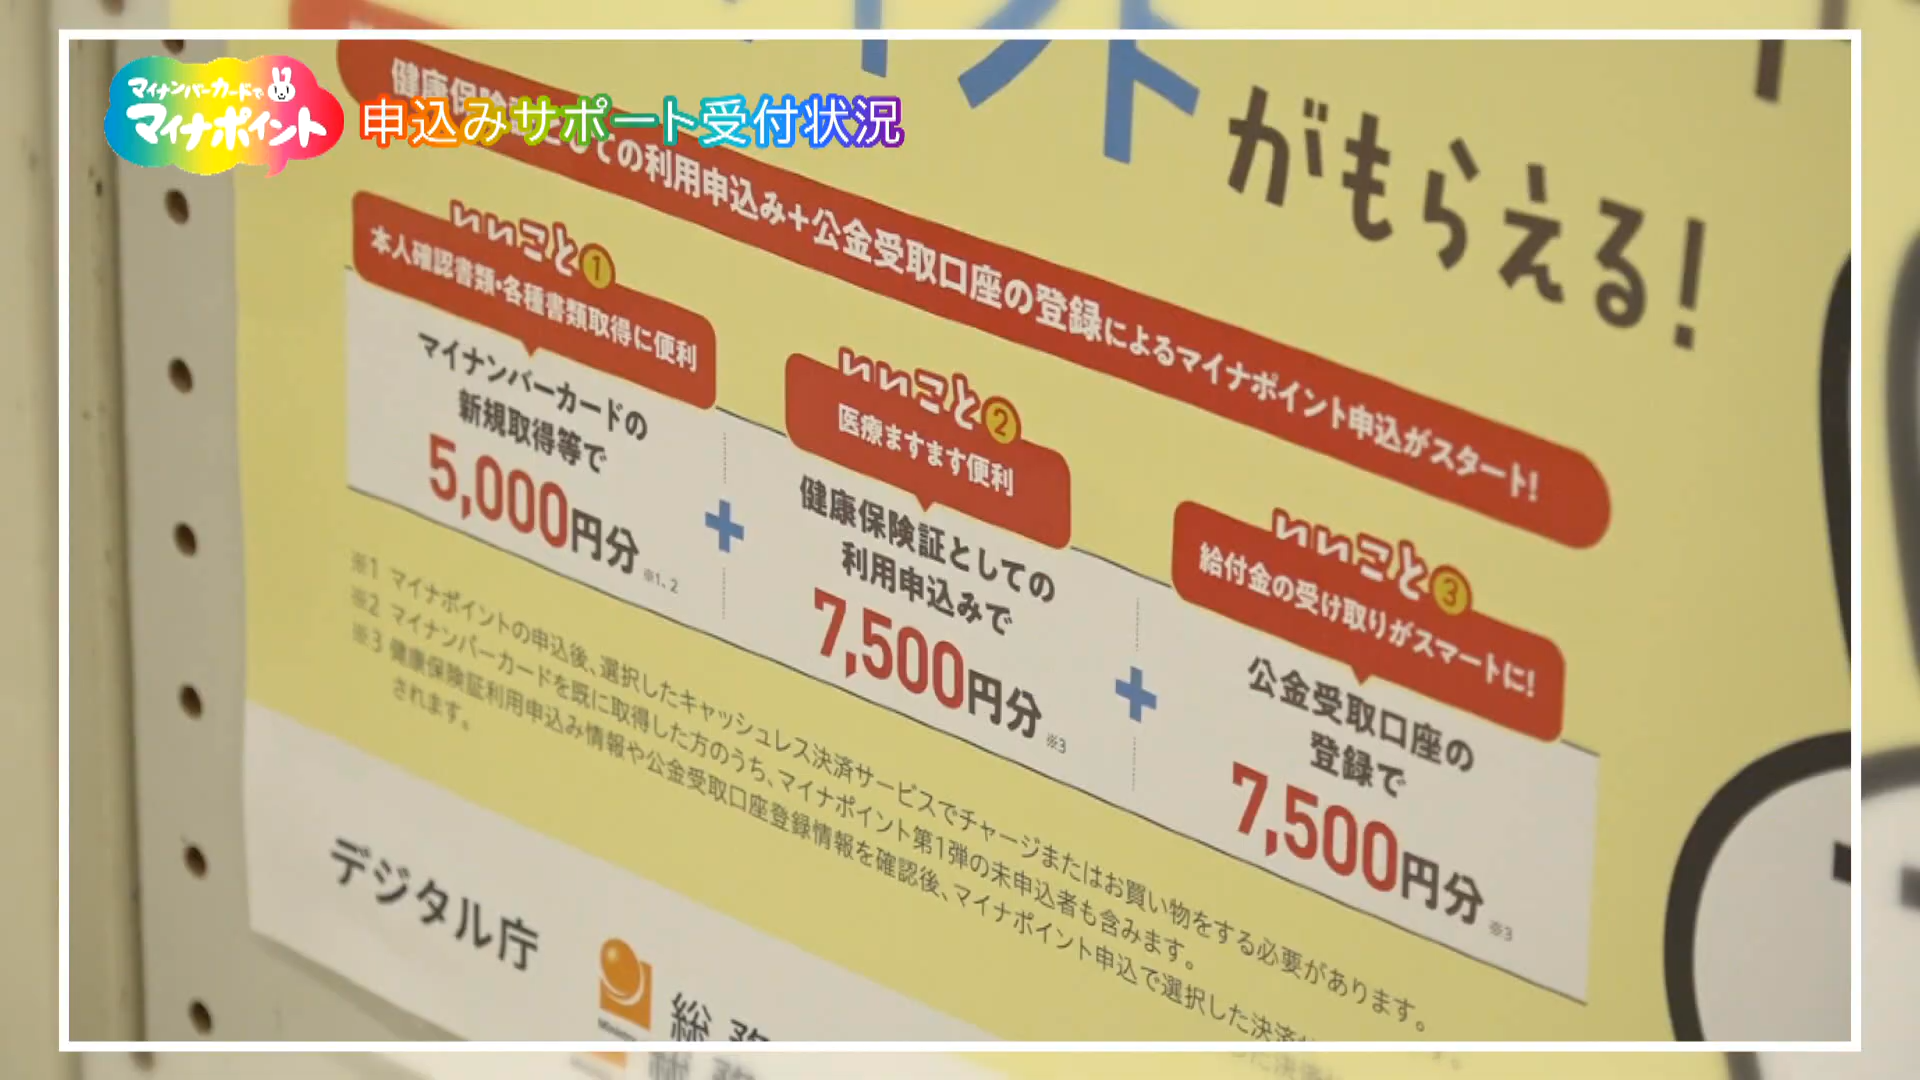 マイナンバーカードで
マイナポイント
申込みサポート受付状況
イント
がもらえる!
健康保険証としての利用申込み+公金受取口座の登録によるマイナポイント申込がスタート!
いいこと1
本人確認書類・各種書類取得に便利
マイナンバーカードの
新規取得等で
5,000円分
※1、2
いいこと2
医療ますます便利
健康保険証としての
利用申込みで
7,500円分
※3
いいこと3
給付金の受け取りがスマートに!
公金受取口座の
登録で
7,500円分
※3
※1 マイナポイントの申込後、選択したキャッシュレス決済サービスでチャージまたはお買い物をする必要があります。
※2 マイナンバーカードを既に取得した方のうち、マイナポイント第1弾の未申込者も含みます。
※3 健康保険証利用申込み情報や公金受取口座登録情報を確認後、マイナポイント申込で選択した決済
されます。
デジタル庁
総務